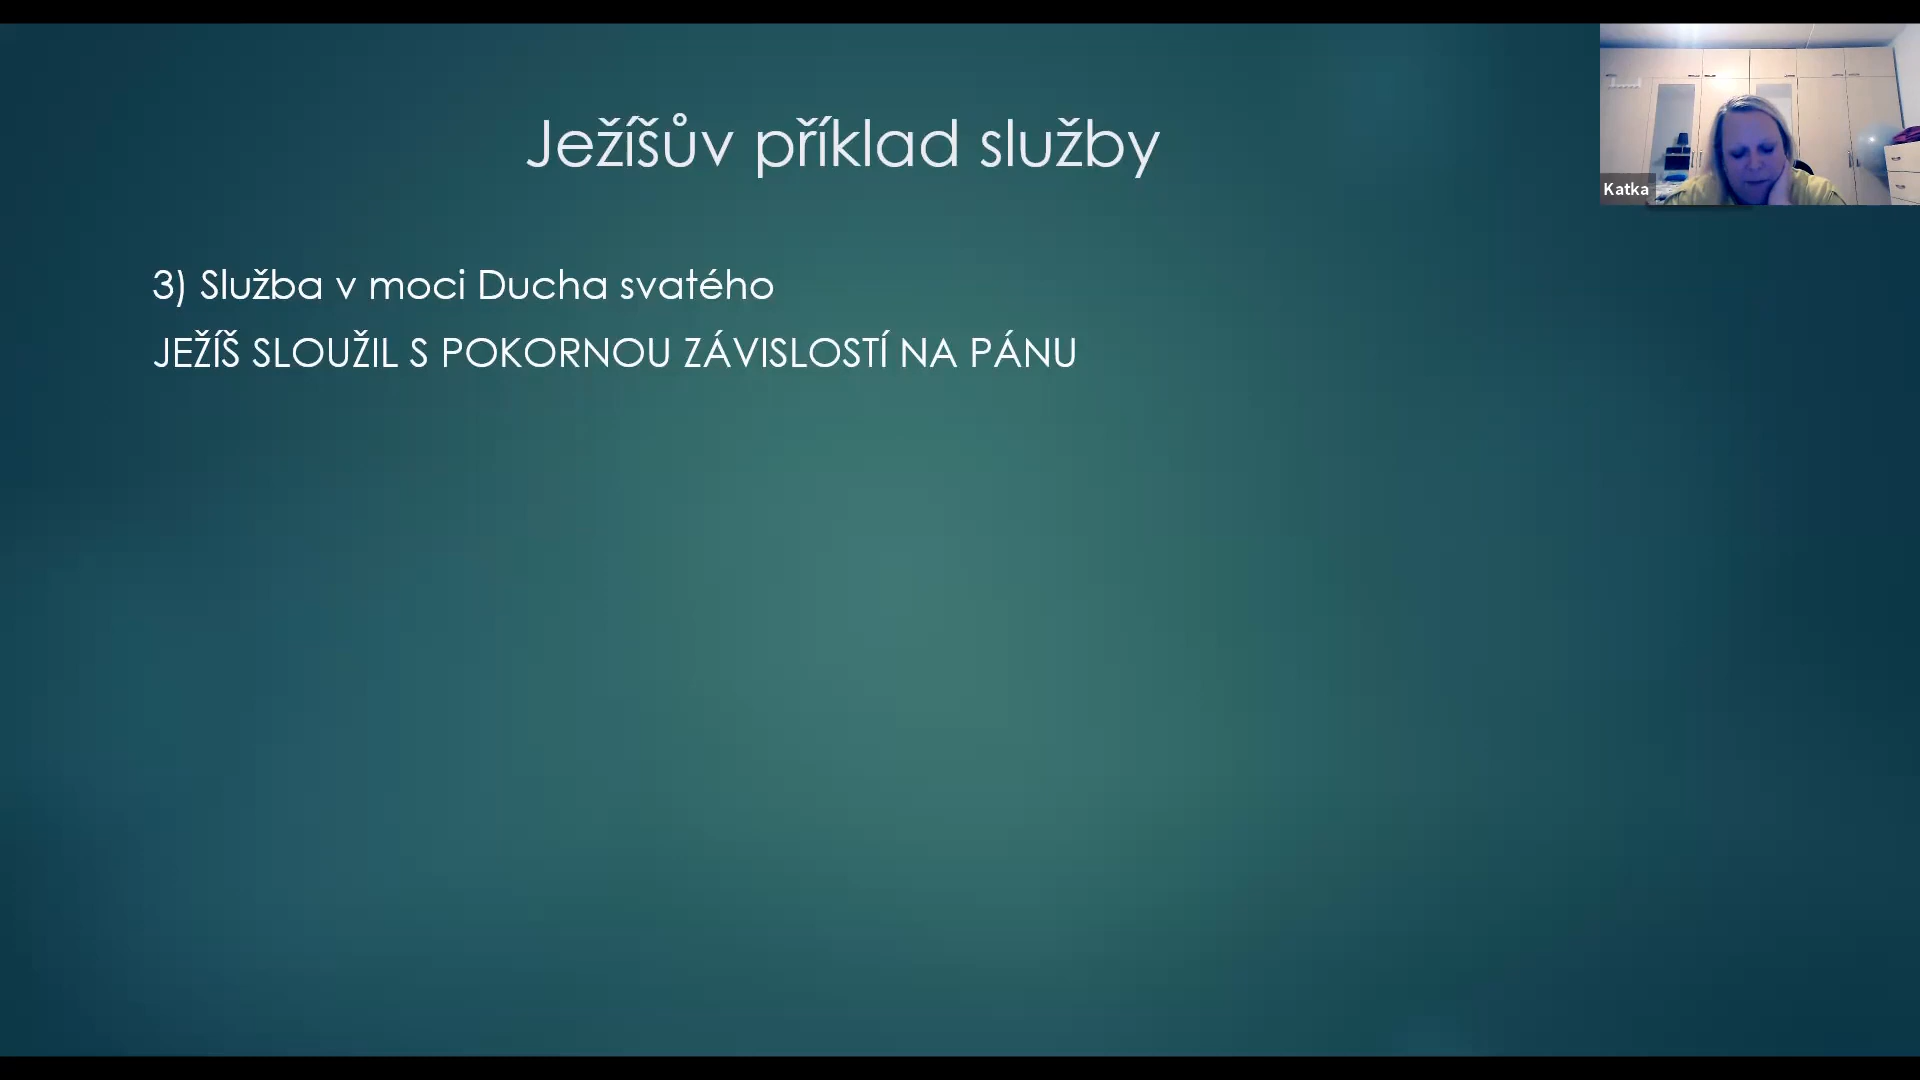 Ježíšův příklad služby
Katka
3) Služba v moci Ducha svatého
JEŽÍŠ SLOUŽIL S POKORNOU ZÁVISLOSTÍ NA PÁNU